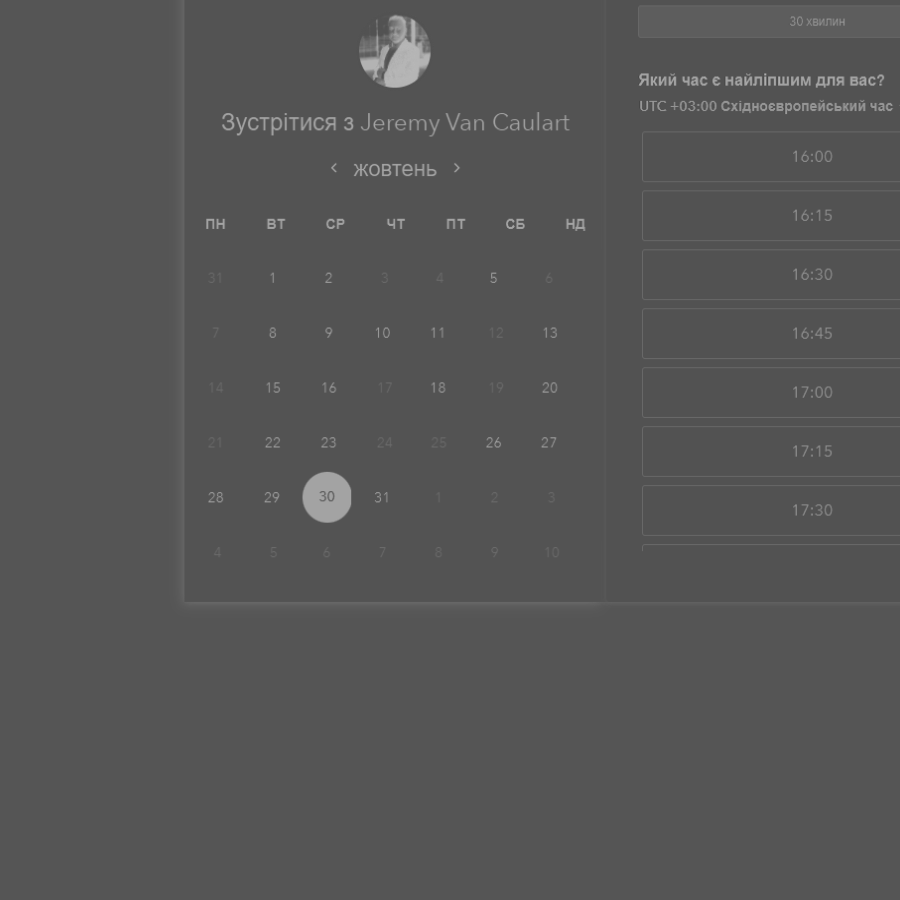 Зустрітися з Jeremy Van Caulart
жовтень
ПН ВТ СР ЧТ ПТ СБ НД
31 1 2 3 4 5 6
7 8 9 10 11 12 13
14 15 16 17 18 19 20
21 22 23 24 25 26 27
28 29 30 31 1 2 3
4 5 6 7 8 9 10
30 хвилин
Який час є найліпшим для вас?
UTC +03:00 Східноєвропейський час
16:00
16:15
16:30
16:45
17:00
17:15
17:30